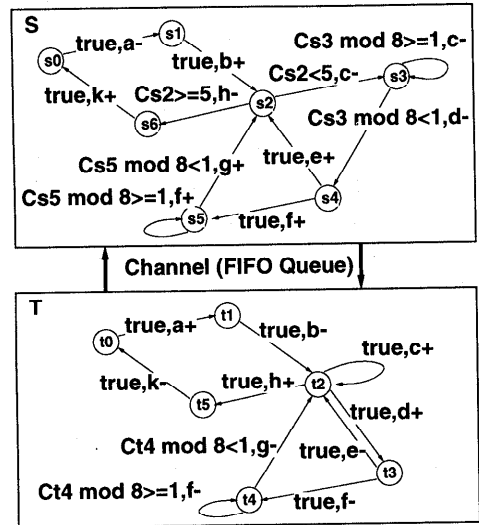 S
s1
true,a-
s0
true,b+
Cs3 mod 8>=1,c-
Cs2<5,c-
s3
true,k+
Cs2>=5,h-
s2
s6
Cs3 mod 8<1,d-
Cs5 mod 8<1,g+
true,e+
Cs5 mod 8>=1,f+
s4
s5
true,f+
Channel (FIFO Queue)
T
t1
true,a+
t0
true,b-
true,c+
true,k-
true,h+
t2
t5
true,d+
Ct4 mod 8<1,g-
true,e-
t3
Ct4 mod 8>=1,f-
t4
true,f-